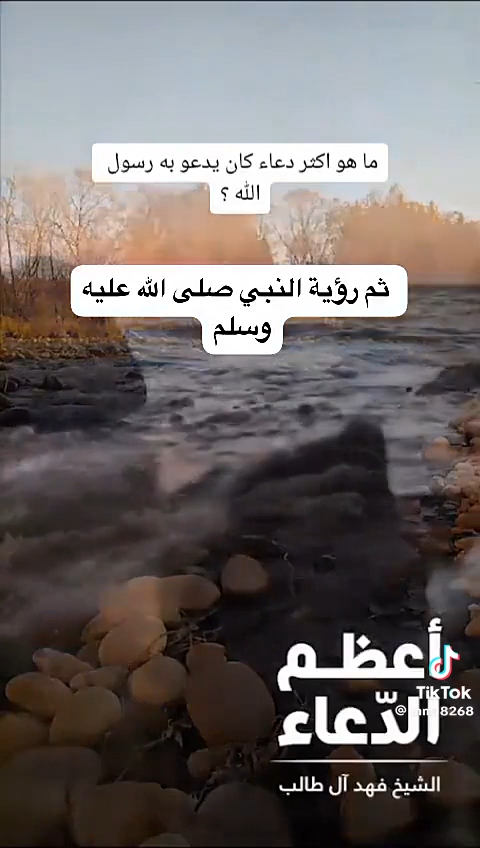 ما هو اكثر دعاء كان يدعو به رسول
الله ؟
ثم رؤية النبي صلى الله عليه
وسلم
أعظم
TikTok
الدّعاء
الشيخ فهد آل طالب